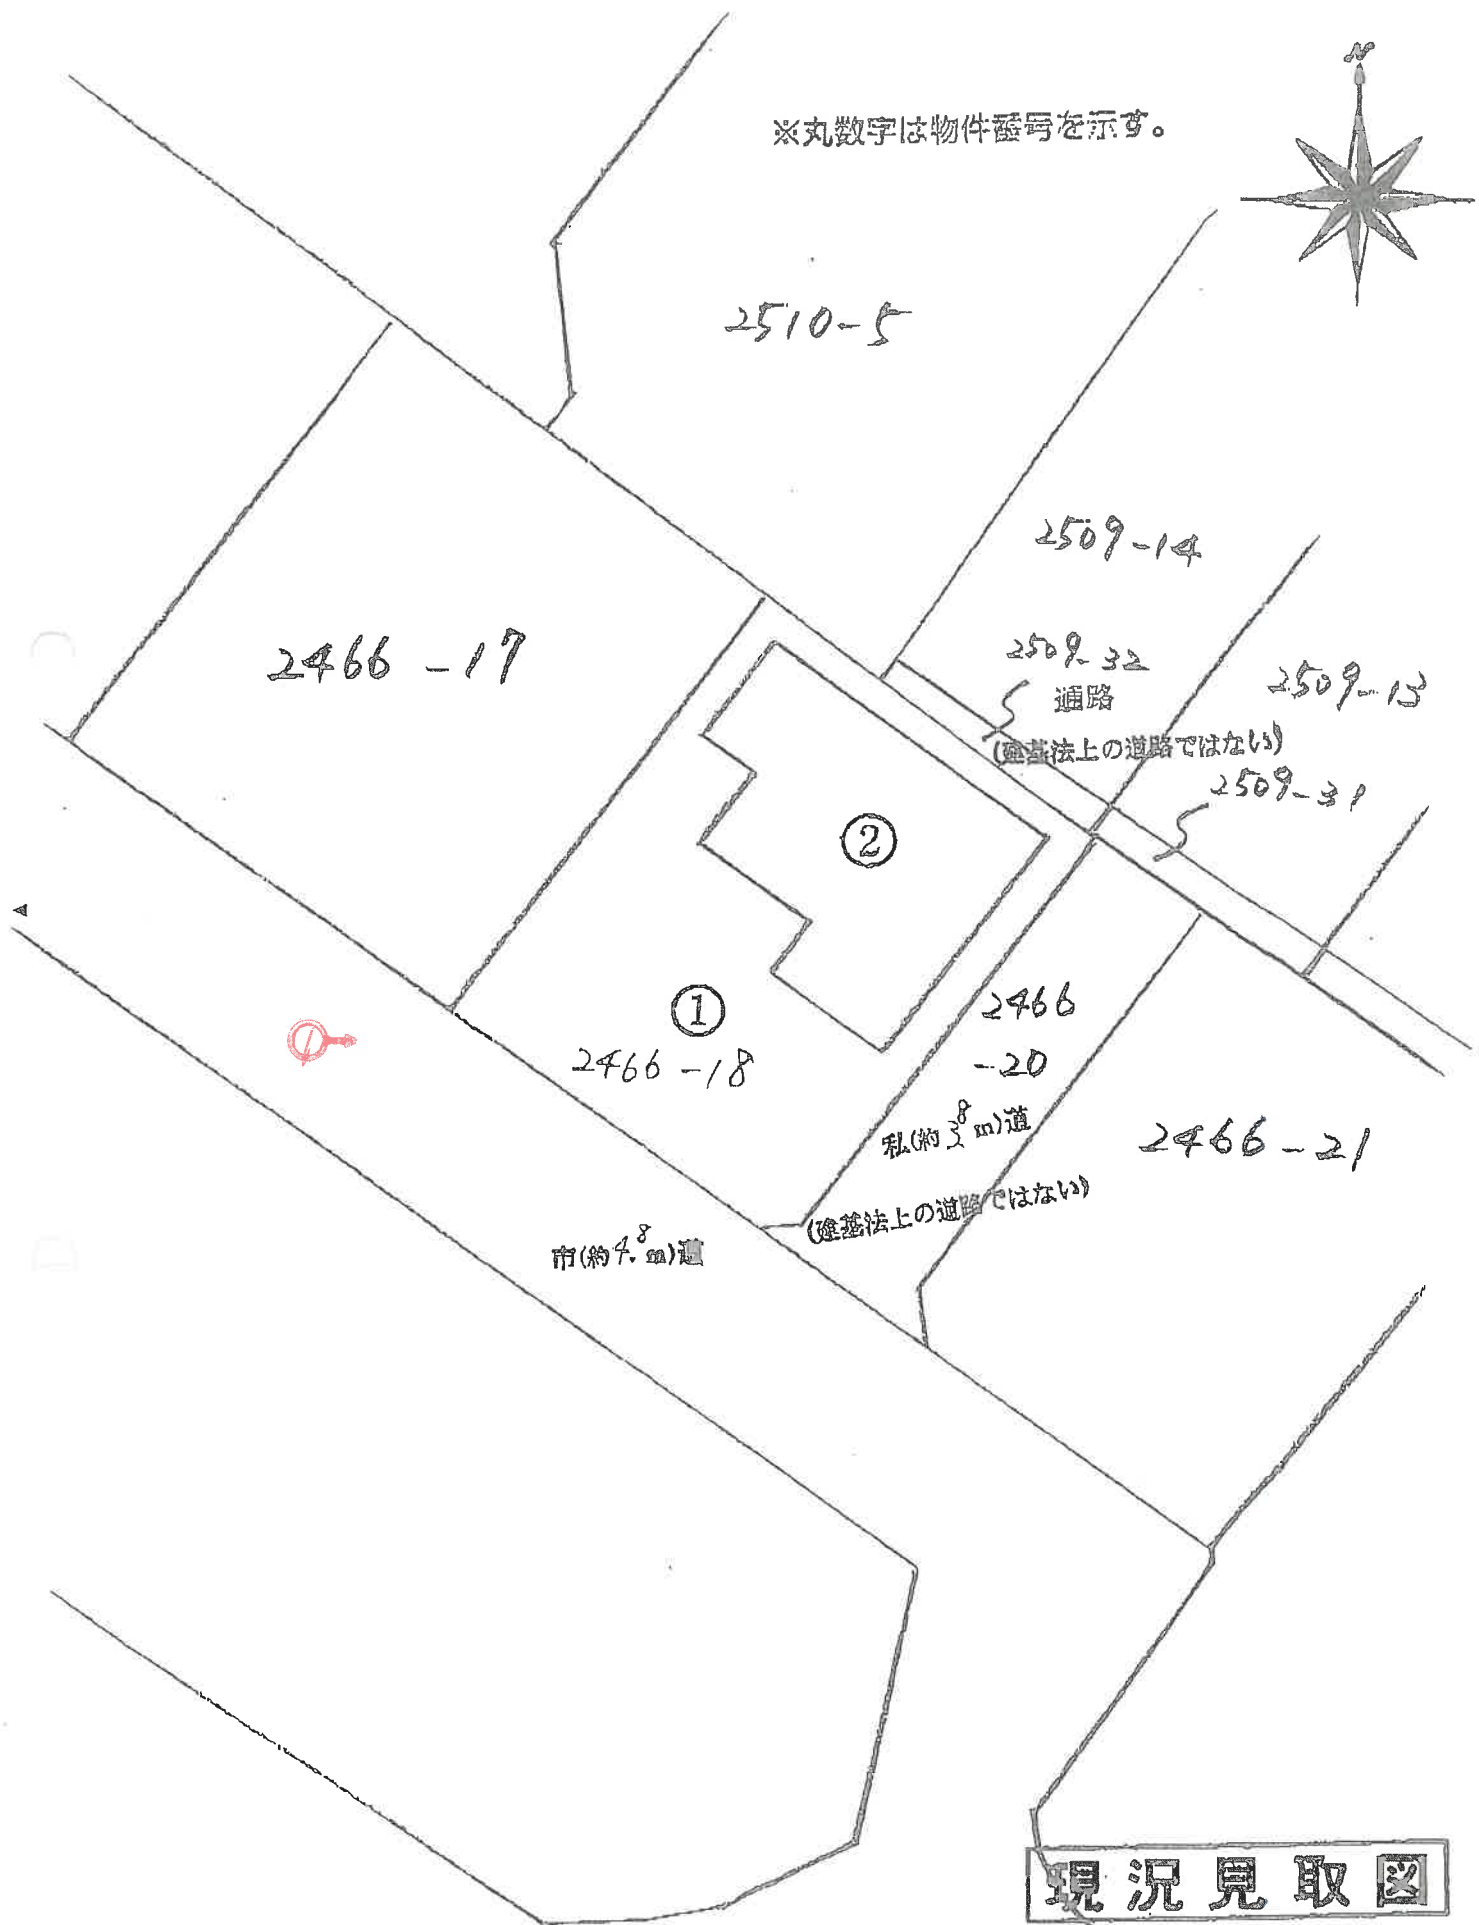 N
※丸数字は物件番号を示す。
2510-5
2509-14
2509-32
通路
(建基法上の道路ではない)
2509-13
2509-31
2466-17
②
①
2466-18
2466
-20
私(約3.8m)道
(建基法上の道路ではない)
2466-21
市(約4.8m)道
現況見取図